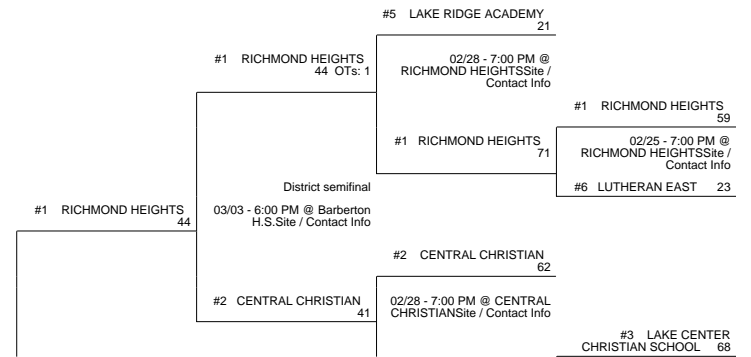 #5 LAKE RIDGE ACADEMY
21
#1 RICHMOND HEIGHTS
44 OTs: 1
02/28 - 7:00 PM @
RICHMOND HEIGHTSSite /
Contact Info
#1 RICHMOND HEIGHTS
59
#1 RICHMOND HEIGHTS
71
02/25 - 7:00 PM @
RICHMOND HEIGHTSSite /
Contact Info
#6 LUTHERAN EAST 23
District semifinal
#1 RICHMOND HEIGHTS
44
03/03 - 6:00 PM @ Barberton
H.S.Site / Contact Info
#2 CENTRAL CHRISTIAN
62
#2 CENTRAL CHRISTIAN
41
02/28 - 7:00 PM @ CENTRAL
CHRISTIANSite / Contact Info
#3 LAKE CENTER
CHRISTIAN SCHOOL 68